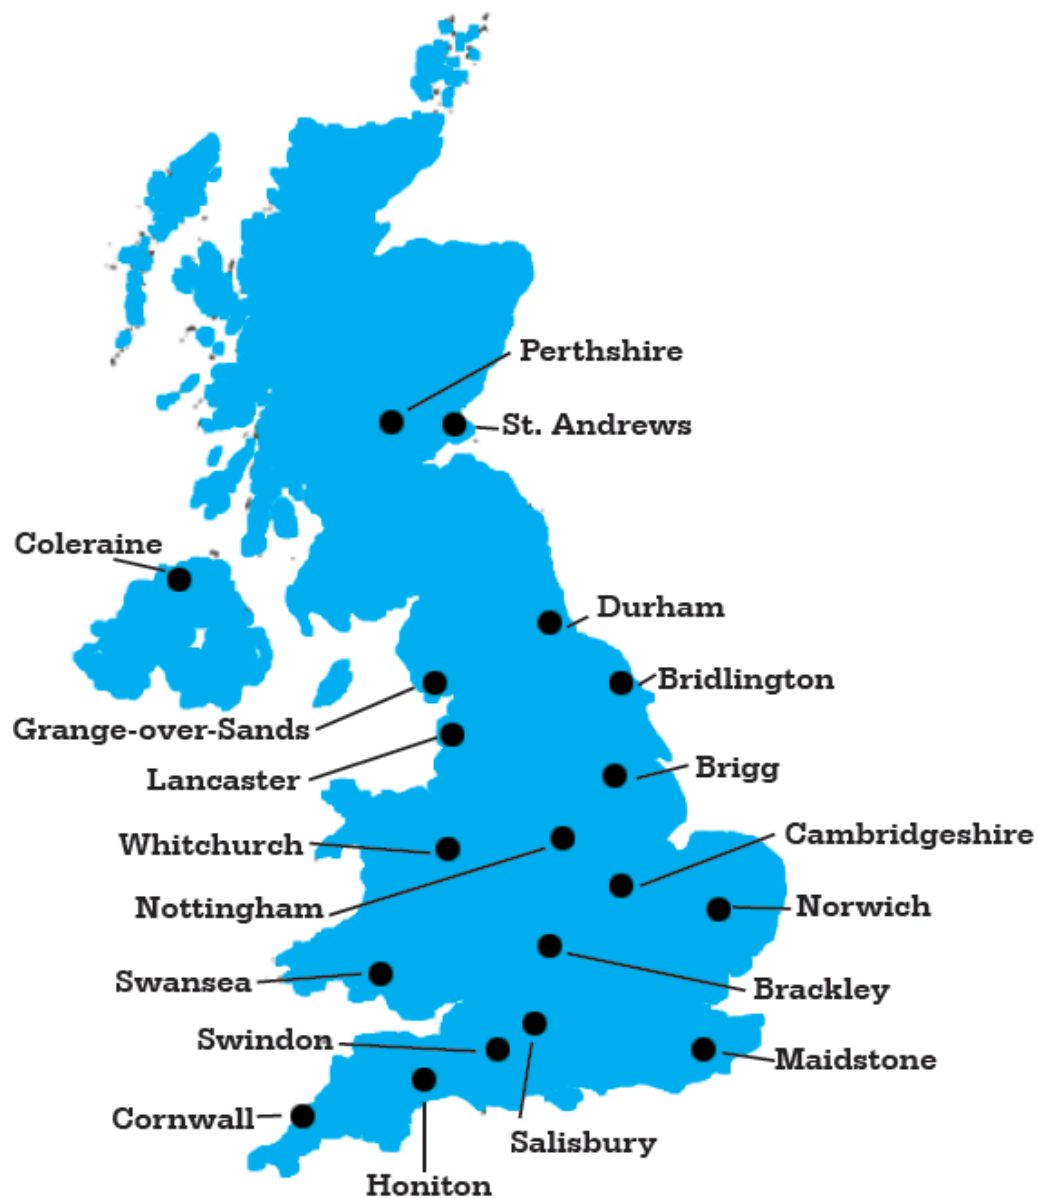 Perthshire
St. Andrews
Coleraine
Durham
Bridlington
Grange-over-Sands
Brigg
Lancaster
Cambridgeshire
Whitchurch
Nottingham
Norwich
Swansea
Brackley
Swindon
Maidstone
Cornwall
Salisbury
Honiton